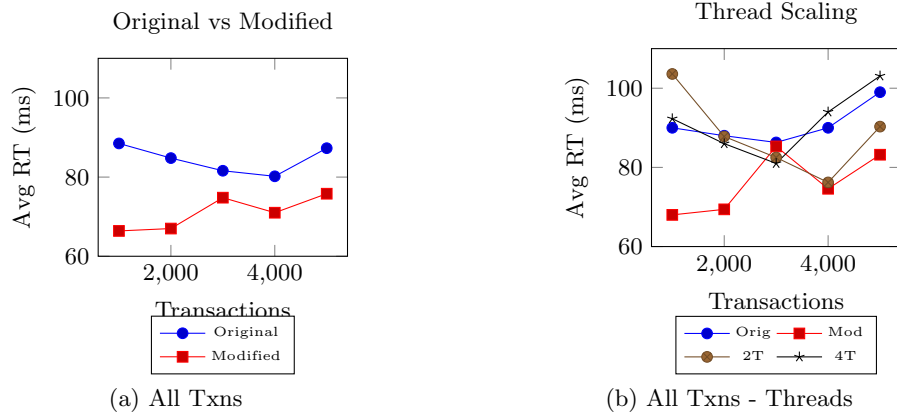 Original vs Modified
Avg RT (ms)
100
80
60
2,000
4,000
Transactions
Original
Modified
(a) All Txns
Thread Scaling
Avg RT (ms)
100
80
60
2,000
4,000
Transactions
Orig
Mod
2T
4T
(b) All Txns - Threads